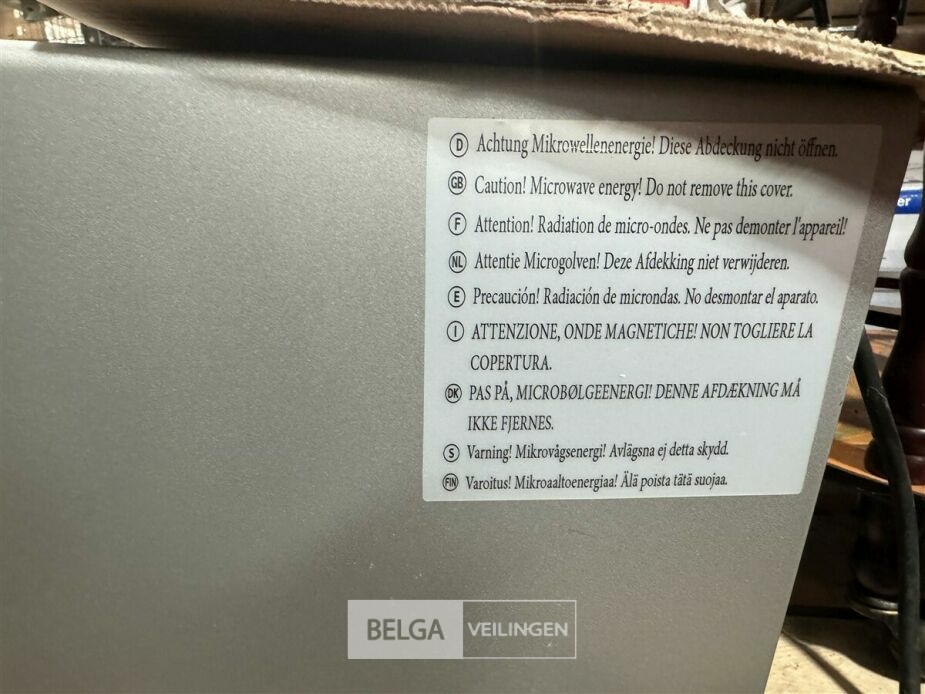 D Achtung Mikrowellenenergie! Diese Abdeckung nicht öffnen.
GB Caution! Microwave energy! Do not remove this cover.
F Attention! Radiation de micro-ondes. Ne pas demonter l'appareil!
NL Attentie Microgolven! Deze Afdekking niet verwijderen.
E Precaución! Radiación de microndas. No desmontar el aparato.
I ATTENZIONE, ONDE MAGNETICHE! NON TOGLIERE LA
COPERTURA.
DK PAS PÅ, MICROBØLGEENERGI! DENNE AFDÆKNING MÅ
IKKE FJERNES.
S Varning! Mikrovågsenergi! Avlägsna ej detta skydd.
FIN Varoitus! Mikroaaltoenergiaa! Älä poista tätä suojaa.
er
BELGA VEILINGEN